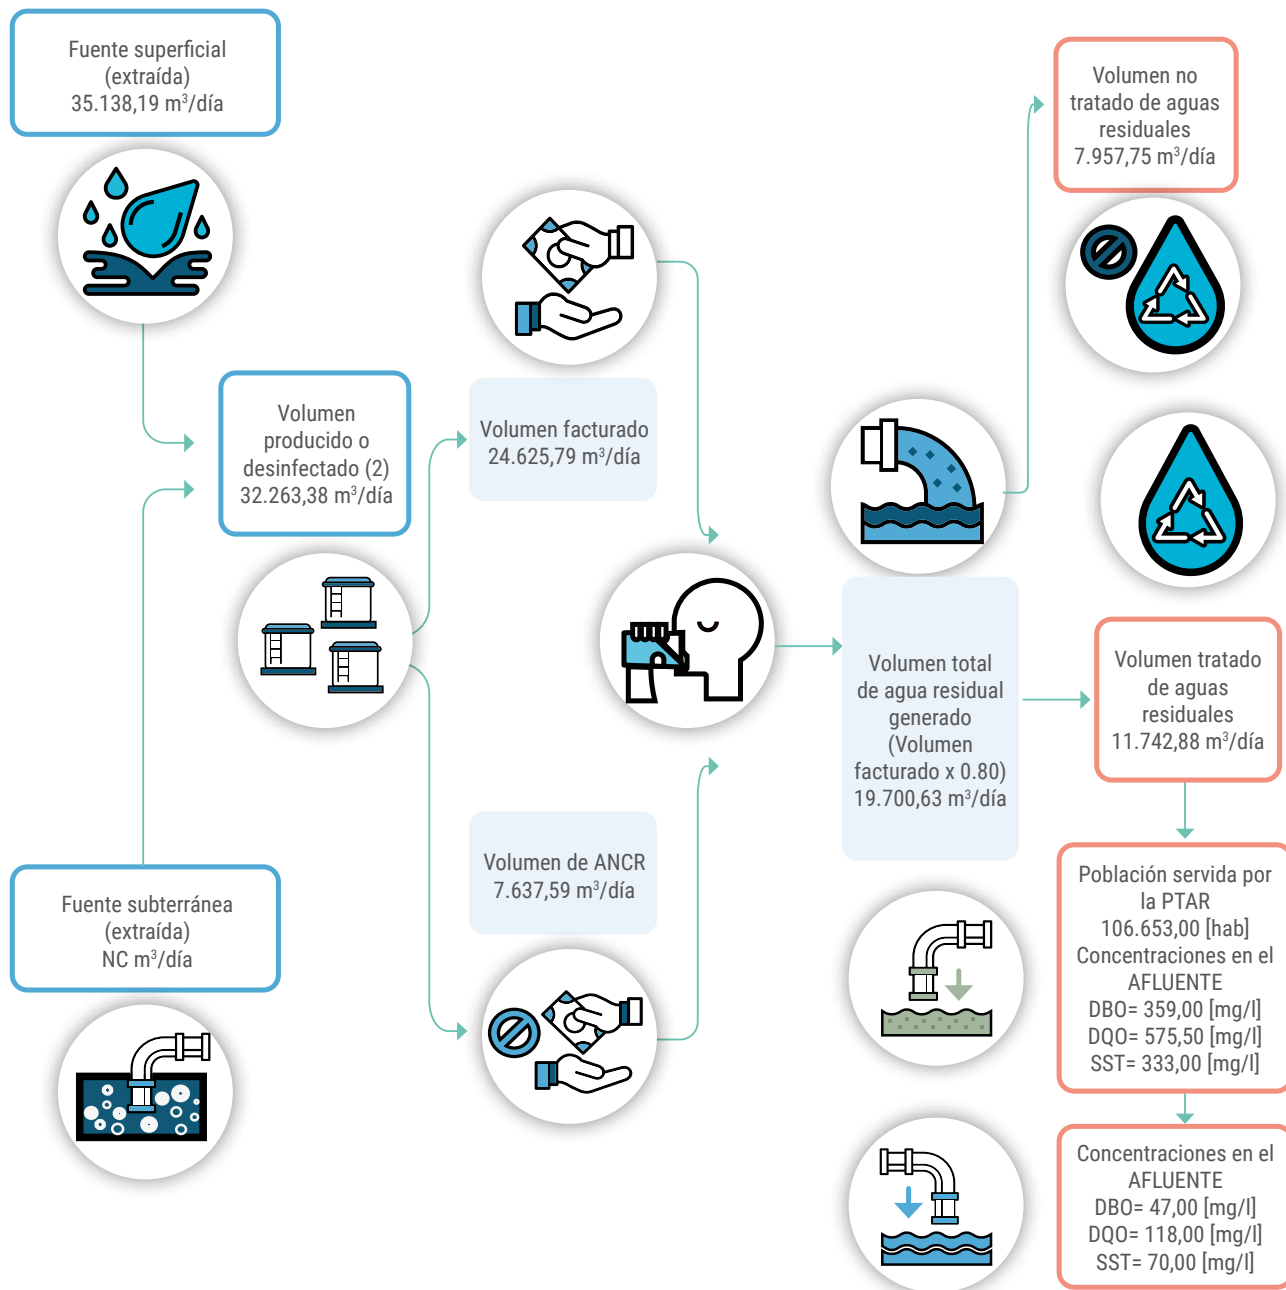 Fuente superficial
(extraída)
35.138,19 m³/día
Volumen
producido o
desinfectado (2)
32.263,38 m³/día
Fuente subterránea
(extraída)
NC m³/día
Volumen facturado
24.625,79 m³/día
Volumen de ANCR
7.637,59 m³/día
Volumen total
de agua residual
generado
(Volumen
facturado x 0.80)
19.700,63 m³/día
Volumen no
tratado de aguas
residuales
7.957,75 m³/día
Volumen tratado
de aguas
residuales
11.742,88 m³/día
Población servida por
la PTAR
106.653,00 [hab]
Concentraciones en el
AFLUENTE
DBO= 359,00 [mg/l]
DQO= 575,50 [mg/l]
SST= 333,00 [mg/l]
Concentraciones en el
AFLUENTE
DBO= 47,00 [mg/l]
DQO= 118,00 [mg/l]
SST= 70,00 [mg/l]